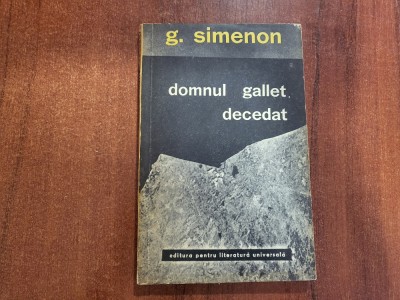 g. simenon
domnul gallet,
decedat
editura pentru literatură universală